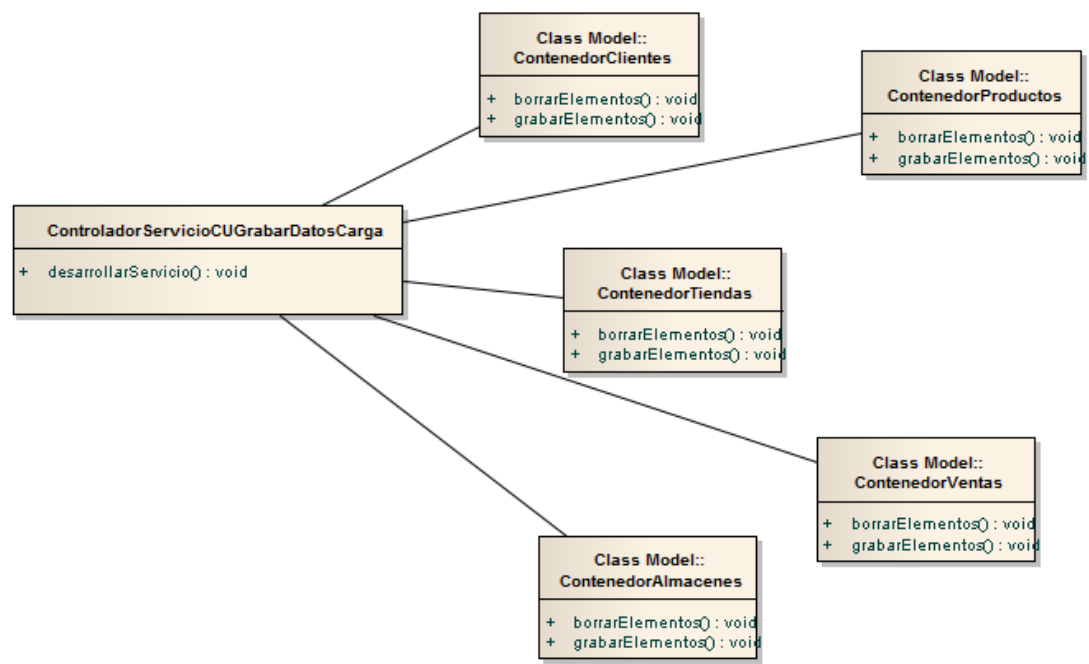 Class Model::
ContenedorClientes
+ borrarElementos() : void
+ grabarElementos() : void
Class Model::
ContenedorProductos
+ borrarElementos() : void
+ grabarElementos() : void
ControladorServicioCUGrabarDatosCarga
+ desarrollarServicio() : void
Class Model::
ContenedorTiendas
+ borrarElementos() : void
+ grabarElementos() : void
Class Model::
ContenedorVentas
+ borrarElementos() : void
+ grabarElementos() : void
Class Model::
ContenedorAlmacenes
+ borrarElementos() : void
+ grabarElementos() : void